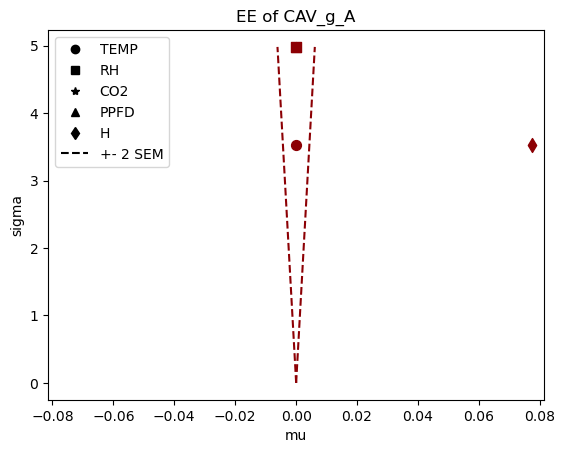 EE of CAV_g_A
TEMP
RH
CO2
PPFD
H
+- 2 SEM
sigma
5
4
3
2
1
0
−0.08 −0.06 −0.04 −0.02 0.00 0.02 0.04 0.06 0.08
mu